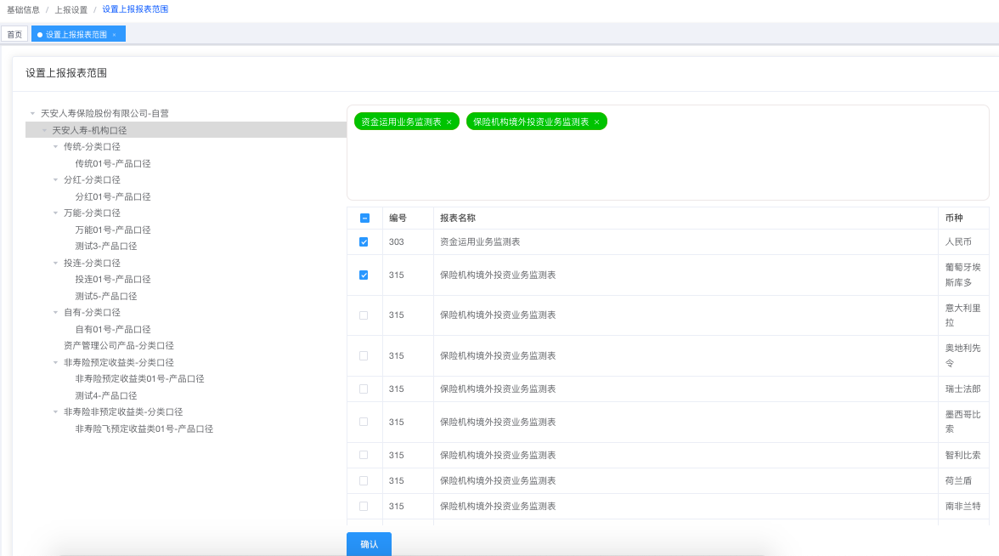 基础信息 / 上报设置 / 设置上报报表范围
首页 设置上报报表范围 ×
设置上报报表范围
天安人寿保险股份有限公司-自营
天安人寿-机构口径
传统-分类口径
传统01号-产品口径
分红-分类口径
分红01号-产品口径
万能-分类口径
万能01号-产品口径
测试3-产品口径
投连-分类口径
投连01号-产品口径
测试5-产品口径
自有-分类口径
自有01号-产品口径
资产管理公司产品-分类口径
非寿险预定收益类-分类口径
非寿险预定收益类01号-产品口径
测试4-产品口径
非寿险非预定收益类-分类口径
非寿险飞预定收益类01号-产品口径
资金运用业务监测表 × 保险机构境外投资业务监测表 ×
编号 报表名称 币种
303 资金运用业务监测表 人民币
315 保险机构境外投资业务监测表 葡萄牙埃
斯库多
315 保险机构境外投资业务监测表 意大利里
拉
315 保险机构境外投资业务监测表 奥地利先
令
315 保险机构境外投资业务监测表 瑞士法郎
315 保险机构境外投资业务监测表 墨西哥比
索
315 保险机构境外投资业务监测表 智利比索
315 保险机构境外投资业务监测表 荷兰盾
315 保险机构境外投资业务监测表 南非兰特
确认